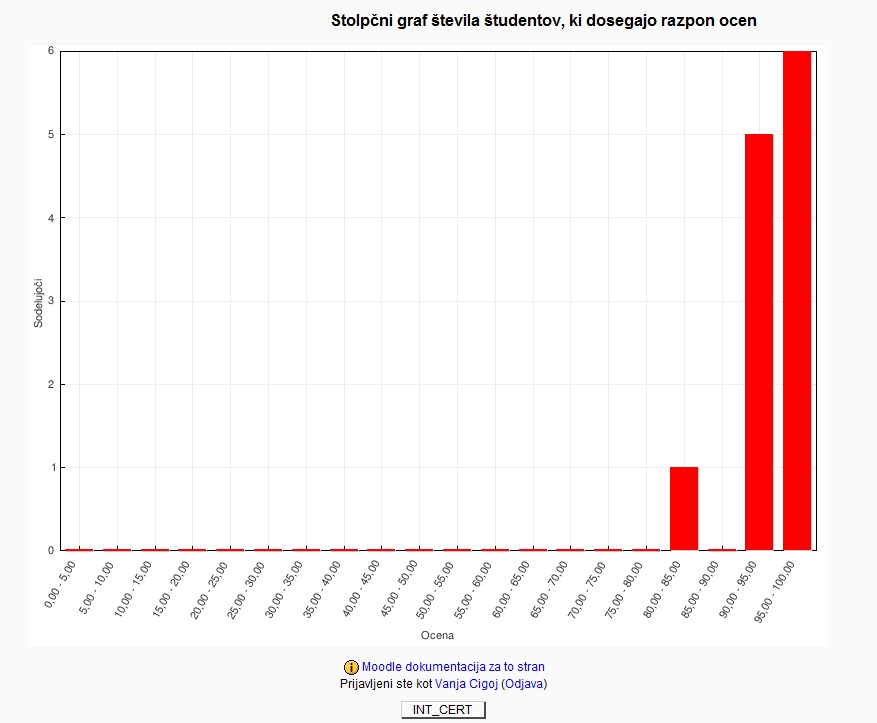 Stolpčni graf števila študentov, ki dosegajo razpon ocen
6
5
4
3
2
1
0
Sodelujoči
0,00 - 5,00
5,00 - 10,00
10,00 - 15,00
15,00 - 20,00
20,00 - 25,00
25,00 - 30,00
30,00 - 35,00
35,00 - 40,00
40,00 - 45,00
45,00 - 50,00
50,00 - 55,00
55,00 - 60,00
60,00 - 65,00
65,00 - 70,00
70,00 - 75,00
75,00 - 80,00
80,00 - 85,00
85,00 - 90,00
90,00 - 95,00
95,00 - 100,00
Ocena
Moodle dokumentacija za to stran
Prijavljeni ste kot Vanja Cigoj (Odjava)
INT_CERT